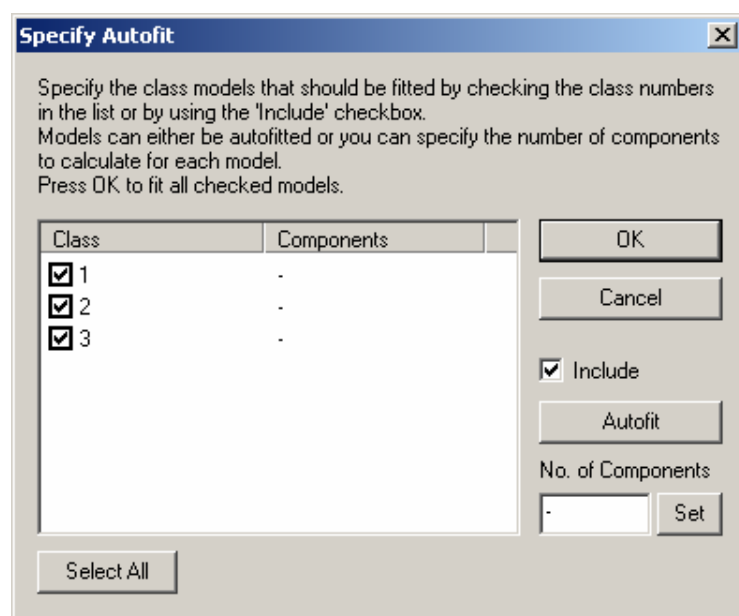 Specify Autofit
Specify the class models that should be fitted by checking the class numbers
in the list or by using the 'Include' checkbox.
Models can either be autofitted or you can specify the number of components
to calculate for each model.
Press OK to fit all checked models.
Class Components
1 -
2 -
3 -
OK
Cancel
Include
Autofit
No. of Components
- Set
Select All